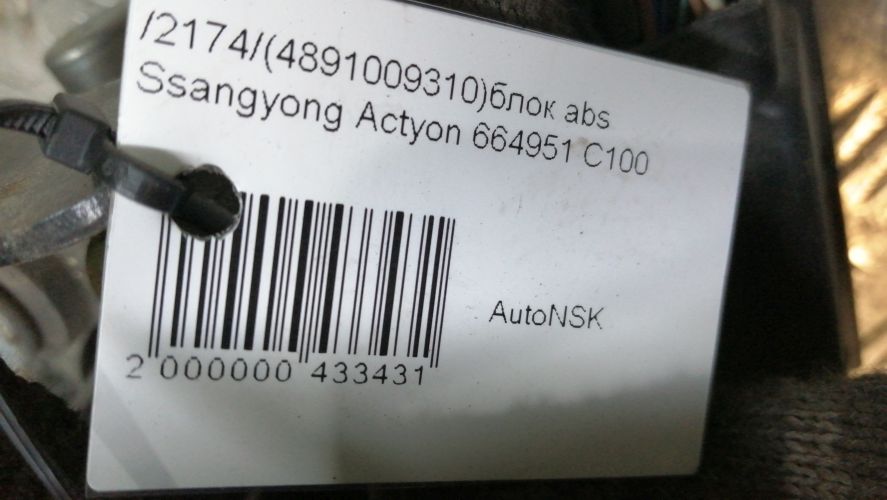 /2174/(4891009310)блок abs
Ssangyong Actyon 664951 C100
AutoNSK
2 000000 433431